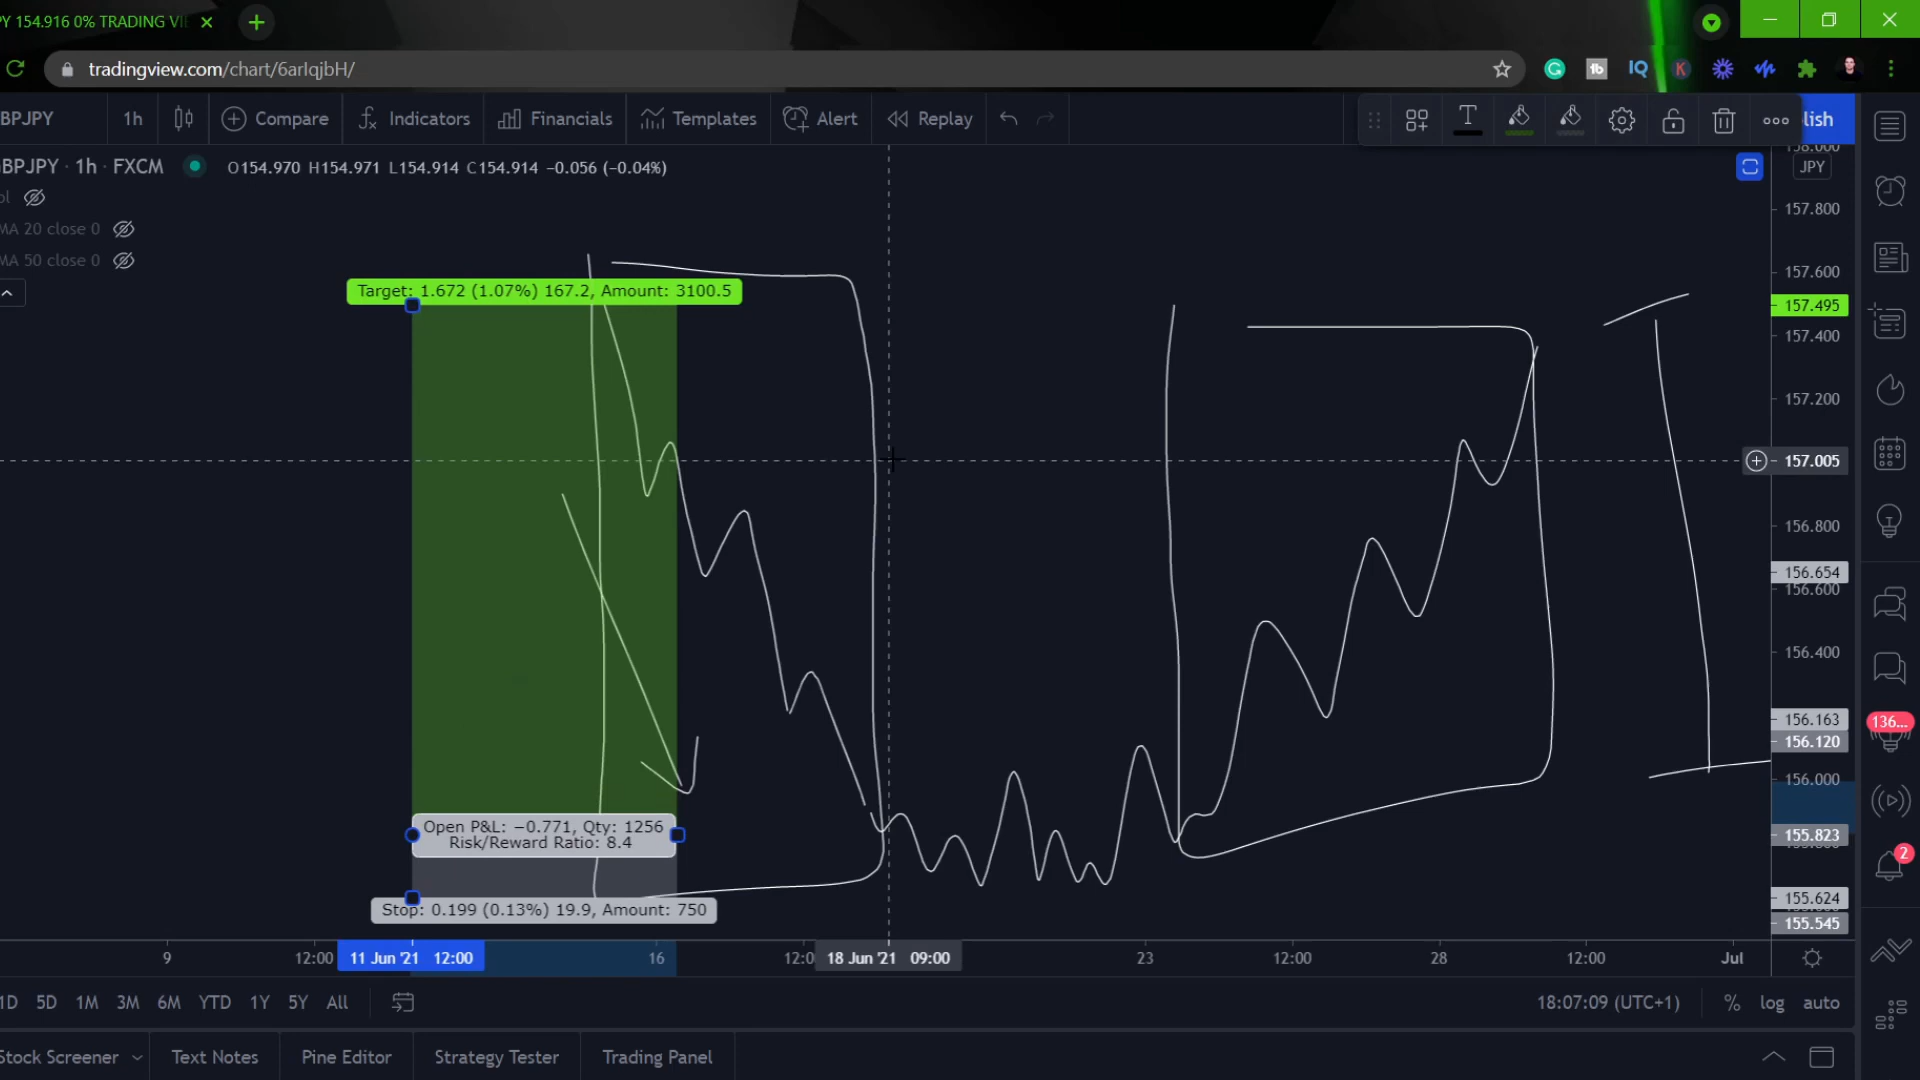 PY 154.916 0% TRADING VI
tradingview.com/chart/6arIqjbH/
BPJPY
1h
Compare
Indicators
Financials
Templates
Alert
Replay
lish
BPJPY · 1h · FXCM O154.970 H154.971 L154.914 C154.914 −0.056 (−0.04%)
ol
MA 20 close 0
MA 50 close 0
JPY
158.000
157.800
157.600
157.495
157.400
157.200
157.005
156.800
156.654
156.600
156.400
156.163
156.120
156.000
155.823
155.624
155.545
Target: 1.672 (1.07%) 167.2, Amount: 3100.5
Open P&L: −0.771, Qty: 1256
Risk/Reward Ratio: 8.4
Stop: 0.199 (0.13%) 19.9, Amount: 750
136...
2
9 12:00 11 Jun '21 12:00 16 12:0 18 Jun '21 09:00 23 12:00 28 12:00 Jul
1D 5D 1M 3M 6M YTD 1Y 5Y All
18:07:09 (UTC+1) % log auto
Stock Screener Text Notes Pine Editor Strategy Tester Trading Panel